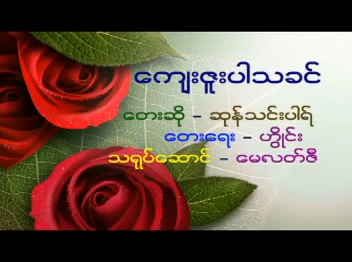 ကျေးဇူးပါသခင်
တေးဆို – ဆုန်သင်းပါရ်
တေးရေး – ဟွိုင်း
သရုပ်ဆောင် – မေလတ်ဇီ